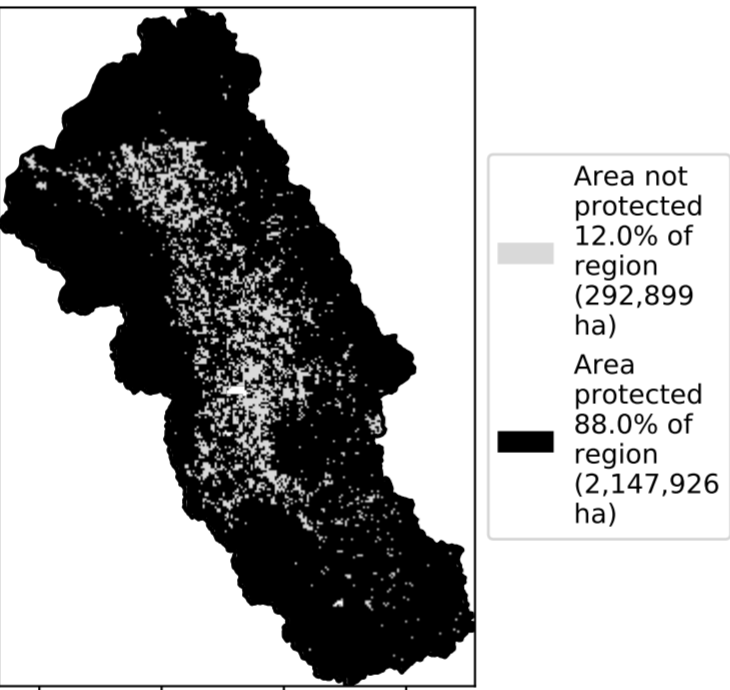 Area not
protected
12.0% of
region
(292,899
ha)
Area
protected
88.0% of
region
(2,147,926
ha)